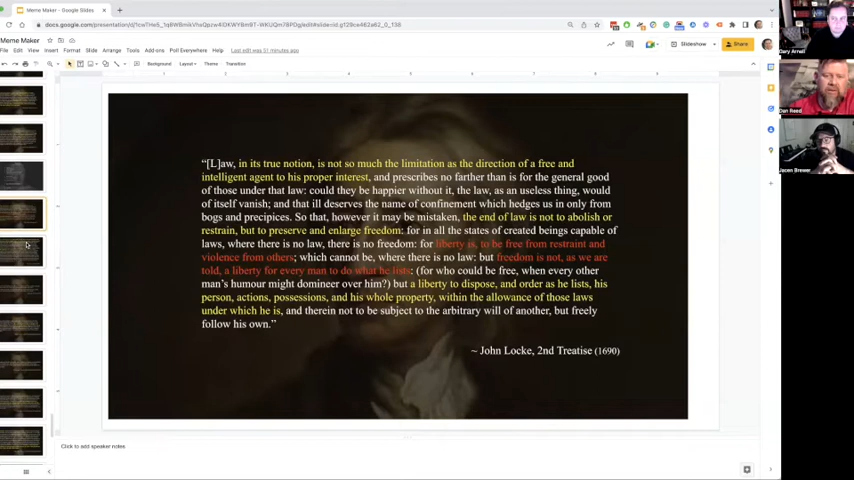 Meme Maker - Google Slides
docs.google.com
Meme Maker
File Edit View Insert Format Slide Arrange Tools Add-ons Poll Everywhere Help Last edit was 51 minutes ago
Slideshow
Share
Background Layout Theme Transition
“[L]aw, in its true notion, is not so much the limitation as the direction of a free and
intelligent agent to his proper interest, and prescribes no farther than is for the general good
of those under that law: could they be happier without it, the law, as an useless thing, would
of itself vanish; and that ill deserves the name of confinement which hedges us in only from
bogs and precipices. So that, however it may be mistaken, the end of law is not to abolish or
restrain, but to preserve and enlarge freedom: for in all the states of created beings capable of
laws, where there is no law, there is no freedom: for liberty is, to be free from restraint and
violence from others; which cannot be, where there is no law: but freedom is not, as we are
told, a liberty for every man to do what he lists: (for who could be free, when every other
man’s humour might domineer over him?) but a liberty to dispose, and order as he lists, his
person, actions, possessions, and his whole property, within the allowance of those laws
under which he is, and therein not to be subject to the arbitrary will of another, but freely
follow his own.”
~ John Locke, 2nd Treatise (1690)
Click to add speaker notes
Dan Reed
Jacen Brewer